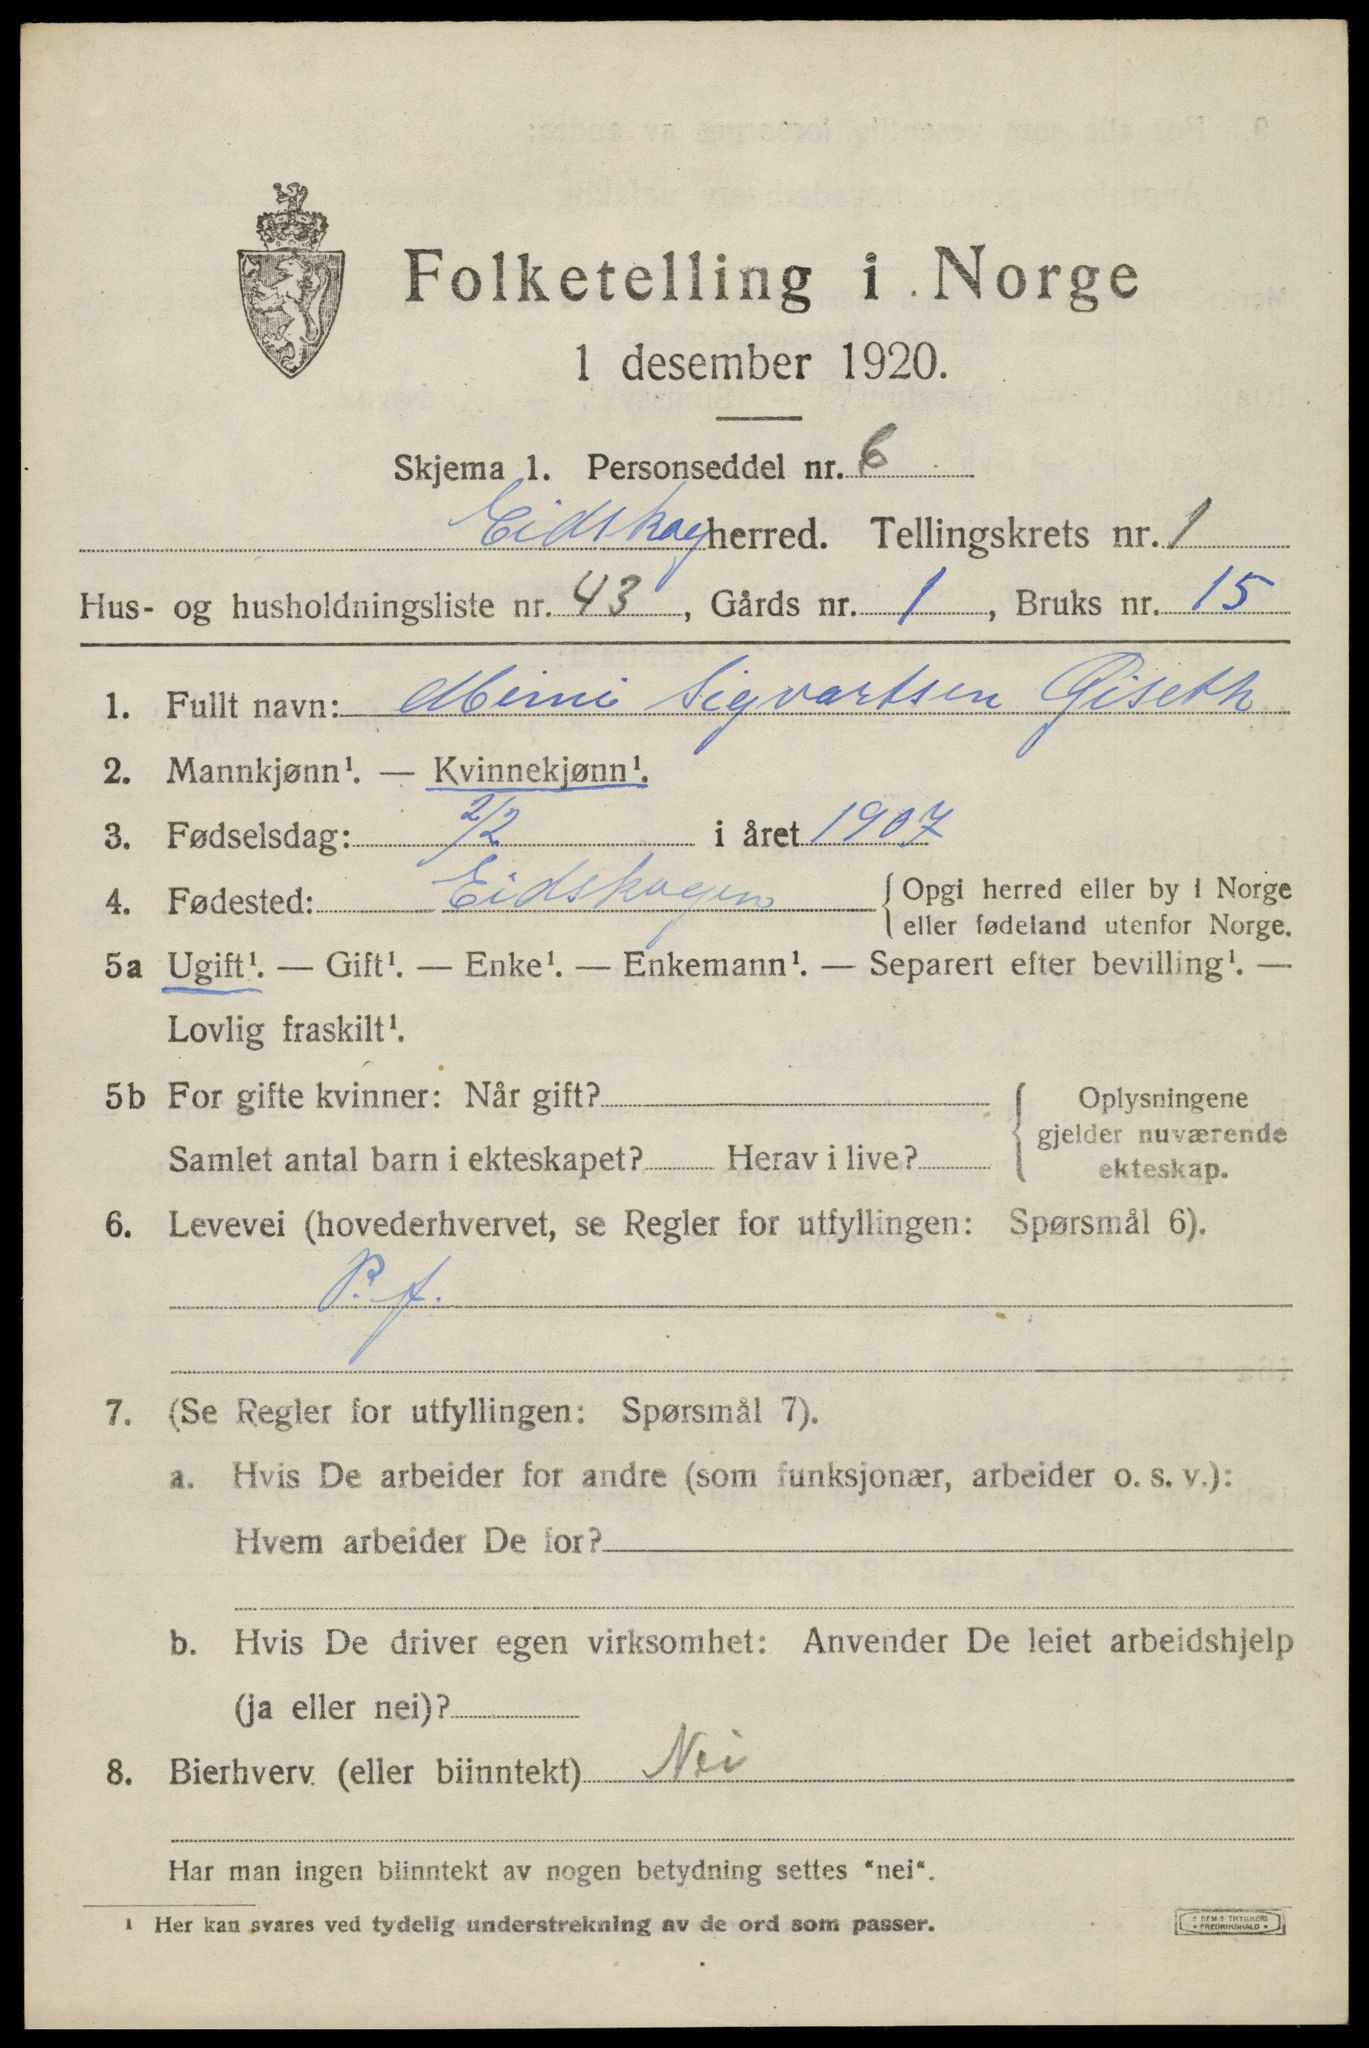 Folketelling i Norge
1 desember 1920.
Skjema 1. Personseddel nr. 6
Eidskog herred. Tellingskrets nr. 1
Hus- og husholdningsliste nr. 43, Gårds nr. 1, Bruks nr. 15
1. Fullt navn: Mimi Sigvartsen Giseth
2. Mannkjønn¹. — Kvinnekjønn¹.
3. Fødselsdag: 2/2 i året 1907
4. Fødested: Eidskogen { Opgi herred eller by i Norge
eller fødeland utenfor Norge.
5a Ugift¹. — Gift¹. — Enke¹. — Enkemann¹. — Separert efter bevilling¹. —
Lovlig fraskilt¹.
5b For gifte kvinner: Når gift?
Samlet antal barn i ekteskapet? Herav i live?
{ Oplysningene
gjelder nuværende
ekteskap.
6. Levevei (hovederhvervet, se Regler for utfyllingen: Spørsmål 6).
P. f.
7. (Se Regler for utfyllingen: Spørsmål 7).
a. Hvis De arbeider for andre (som funksjonær, arbeider o. s. v.):
Hvem arbeider De for?
b. Hvis De driver egen virksomhet: Anvender De leiet arbeidshjelp
(ja eller nei)?
8. Bierhverv (eller biinntekt) Nei
Har man ingen biinntekt av nogen betydning settes "nei".
¹ Her kan svares ved tydelig understrekning av de ord som passer.
FREDRIKSHALD